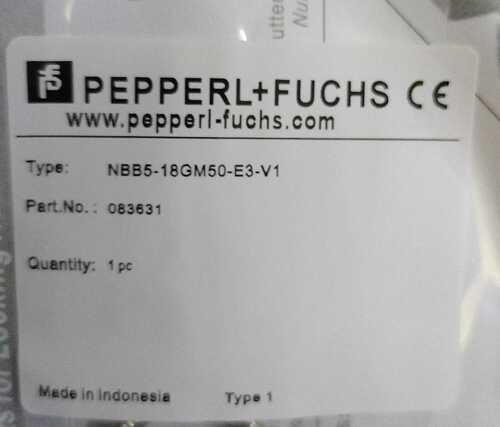 utter
PEPPERL+FUCHS CE
www.pepperl-fuchs.com
Type: NBB5-18GM50-E3-V1
Part.No.: 083631
Quantity: 1 pc
Made in Indonesia Type 1